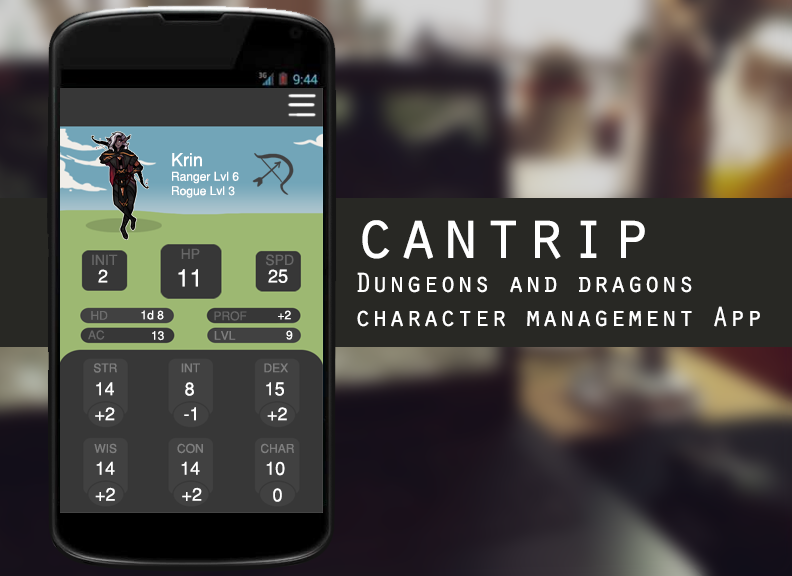 3G 9:44
Krin
Ranger Lvl 6
Rogue Lvl 3
INIT HP SPD
2 11 25
HD 1d 8 PROF +2
AC 13 LVL 9
STR INT DEX
14 8 15
+2 -1 +2
WIS CON CHAR
14 14 10
+2 +2 0
CANTRIP
Dungeons and dragons
character management App